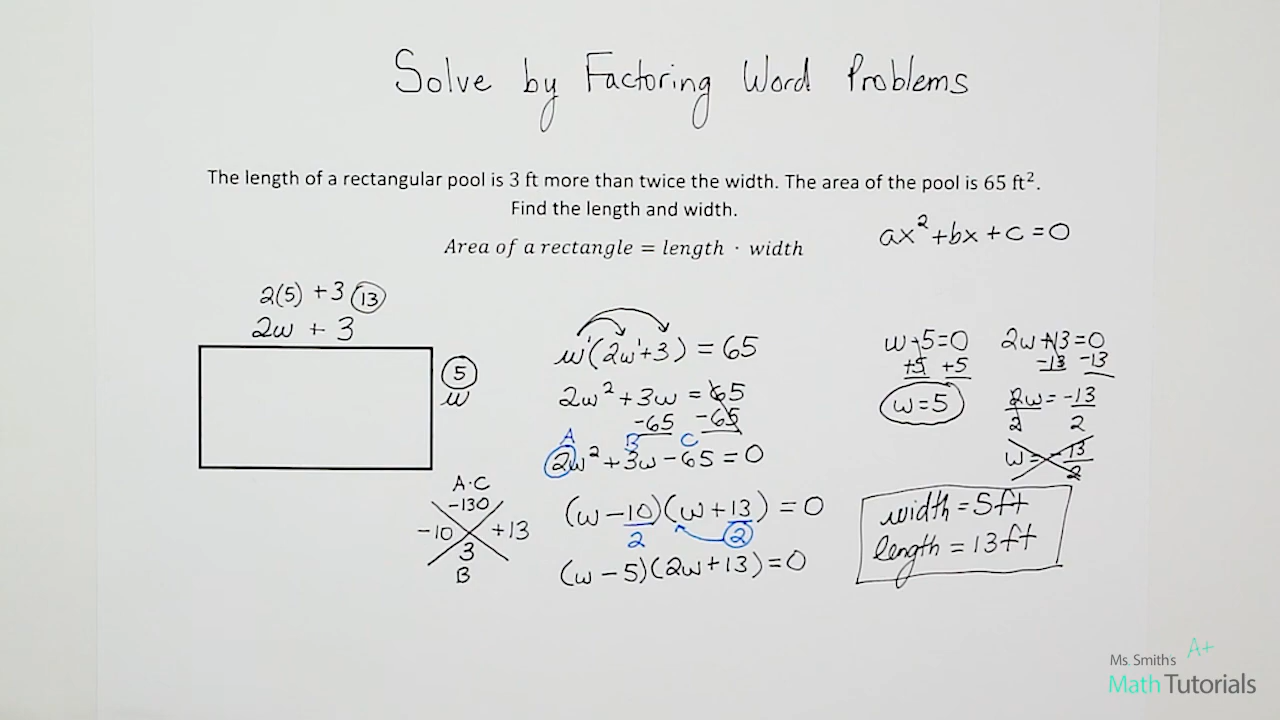 Solve by Factoring Word Problems
The length of a rectangular pool is 3 ft more than twice the width. The area of the pool is 65 ft².
Find the length and width.
Area of a rectangle = length · width
ax² + bx + c = 0
2(5) + 3 13
2w + 3
5
w
w(2w + 3) = 65
2w² + 3w = 65
-65 -65
A B C
2w² + 3w - 65 = 0
A·C
-130
-10 +13
3
B
(w - 10)(w + 13) = 0
2 2
(w - 5)(2w + 13) = 0
w - 5 = 0
+5 +5
w = 5
2w + 13 = 0
-13 -13
2w = -13
2 2
w = -13
2
width = 5ft
length = 13ft
Ms. Smith's A+
Math Tutorials